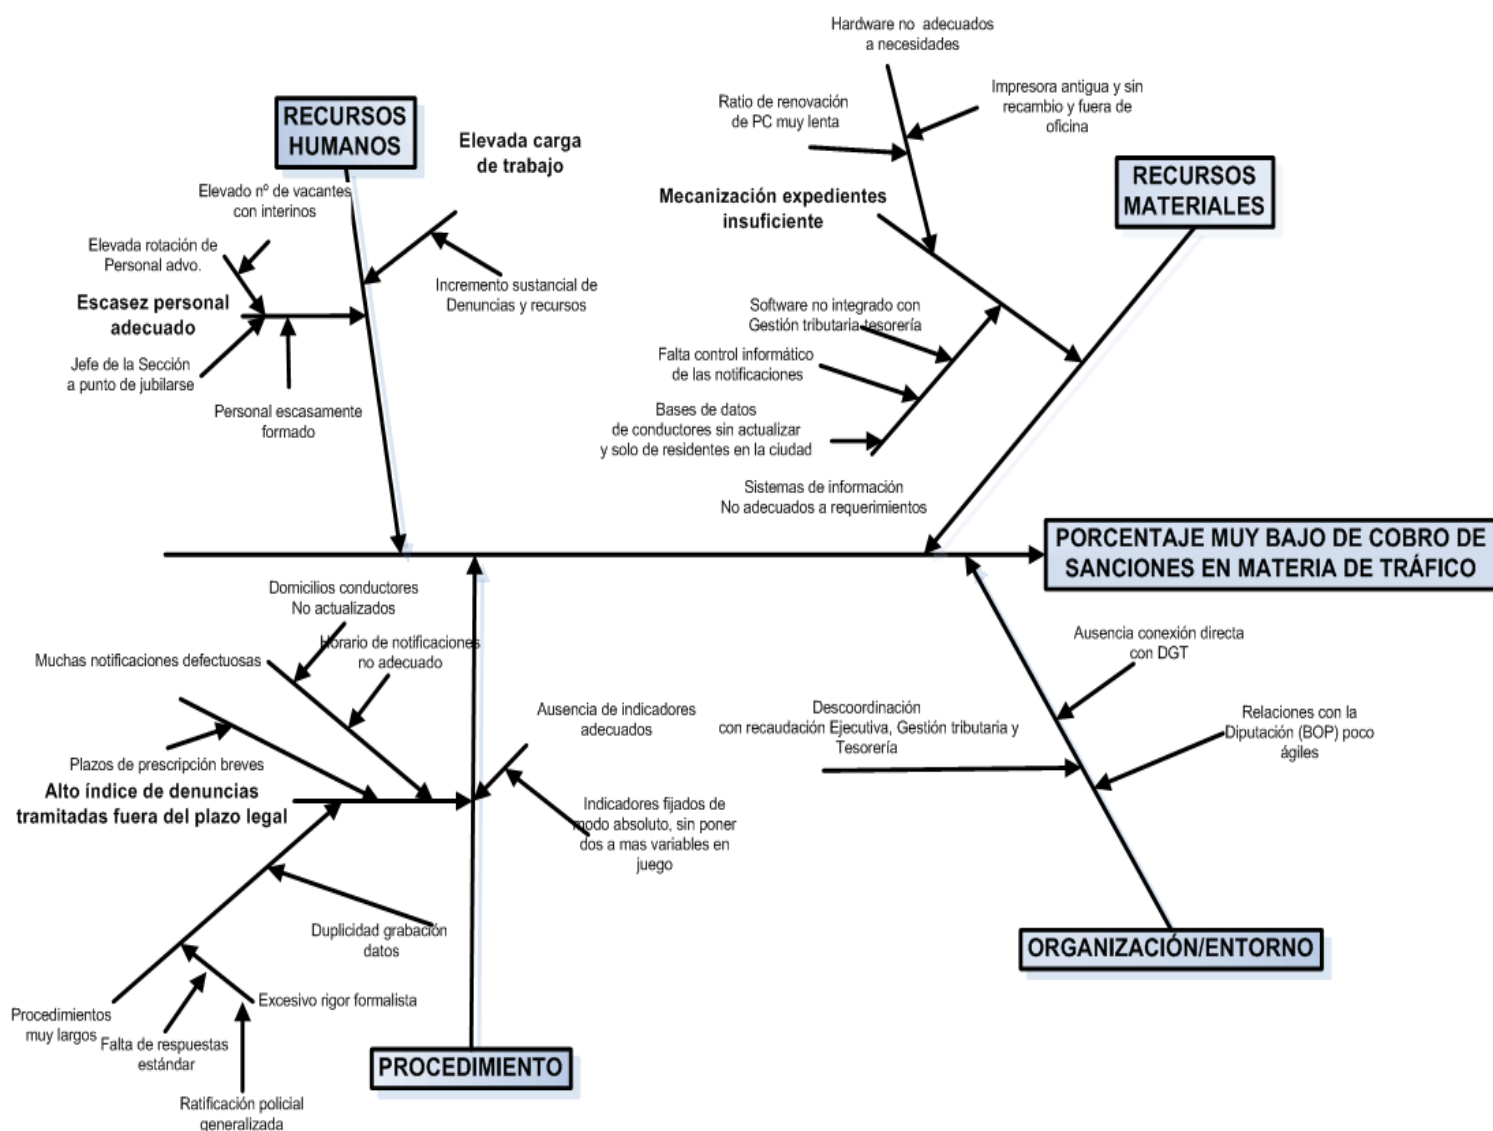 Hardware no  adecuados
a necesidades
Ratio de renovación
de PC muy lenta
Impresora antigua y sin
recambio y fuera de
oficina
RECURSOS
HUMANOS
Elevada carga
de trabajo
RECURSOS
MATERIALES
Elevado nº de vacantes
con interinos
Mecanización expedientes
insuficiente
Elevada rotación de
Personal advo.
Incremento sustancial de
Denuncias y recursos
Escasez personal
adecuado
Software no integrado con
Gestión tributaria tesorería
Jefe de la Sección
a punto de jubilarse
Falta control informático
de las notificaciones
Personal escasamente
formado
Bases de datos
de conductores sin actualizar
y solo de residentes en la ciudad
Sistemas de información
No adecuados a requerimientos
PORCENTAJE MUY BAJO DE COBRO DE
SANCIONES EN MATERIA DE TRÁFICO
Domicilios conductores
No actualizados
Horario de notificaciones
no adecuado
Muchas notificaciones defectuosas
Ausencia conexión directa
con DGT
Ausencia de indicadores
adecuados
Descoordinación
con recaudación Ejecutiva, Gestión tributaria y
Tesorería
Relaciones con la
Diputación (BOP) poco
ágiles
Plazos de prescripción breves
Alto índice de denuncias
tramitadas fuera del plazo legal
Indicadores fijados de
modo absoluto, sin poner
dos a mas variables en
juego
Duplicidad grabación
datos
ORGANIZACIÓN/ENTORNO
Excesivo rigor formalista
Procedimientos
muy largos
Falta de respuestas
estándar
PROCEDIMIENTO
Ratificación policial
generalizada